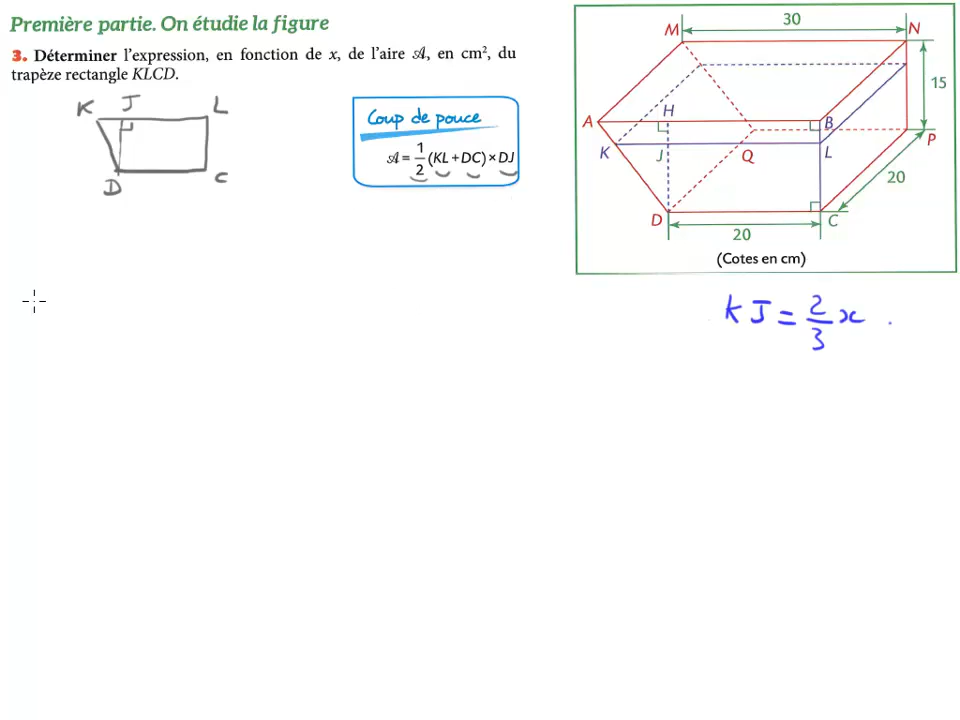 Première partie. On étudie la figure
3. Déterminer l'expression, en fonction de x, de l'aire 𝒜, en cm², du
trapèze rectangle KLCD.
K J L
D C
Coup de pouce
𝒜 = 1/2 (KL + DC) × DJ
30
M N
15
A H B
K J L
Q P
20
D C
20
(Cotes en cm)
KJ = 2/3 x .